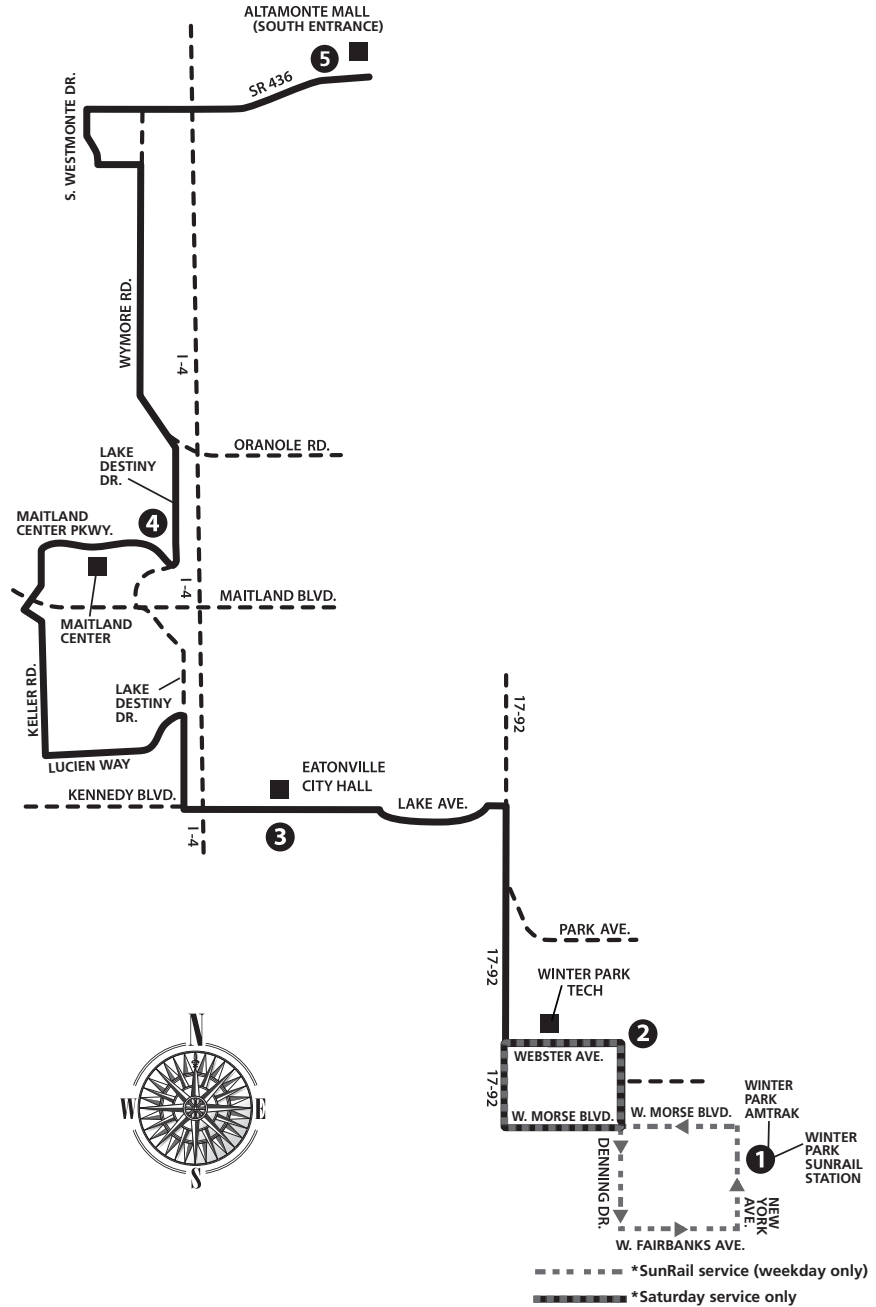 ALTAMONTE MALL
(SOUTH ENTRANCE)
5
SR 436
S. WESTMONTE DR.
WYMORE RD.
I-4
ORANOLE RD.
LAKE
DESTINY
DR.
MAITLAND
CENTER PKWY.
4
I-4
MAITLAND BLVD.
MAITLAND
CENTER
KELLER RD.
LAKE
DESTINY
DR.
17-92
LUCIEN WAY
EATONVILLE
CITY HALL
KENNEDY BLVD.
LAKE AVE.
I-4
3
PARK AVE.
17-92
WINTER PARK
TECH
2
WEBSTER AVE.
17-92
W. MORSE BLVD.
W. MORSE BLVD.
WINTER
PARK
AMTRAK
1
WINTER
PARK
SUNRAIL
STATION
DENNING DR.
NEW
YORK
AVE.
W. FAIRBANKS AVE.
N
W
E
S
*SunRail service (weekday only)
*Saturday service only